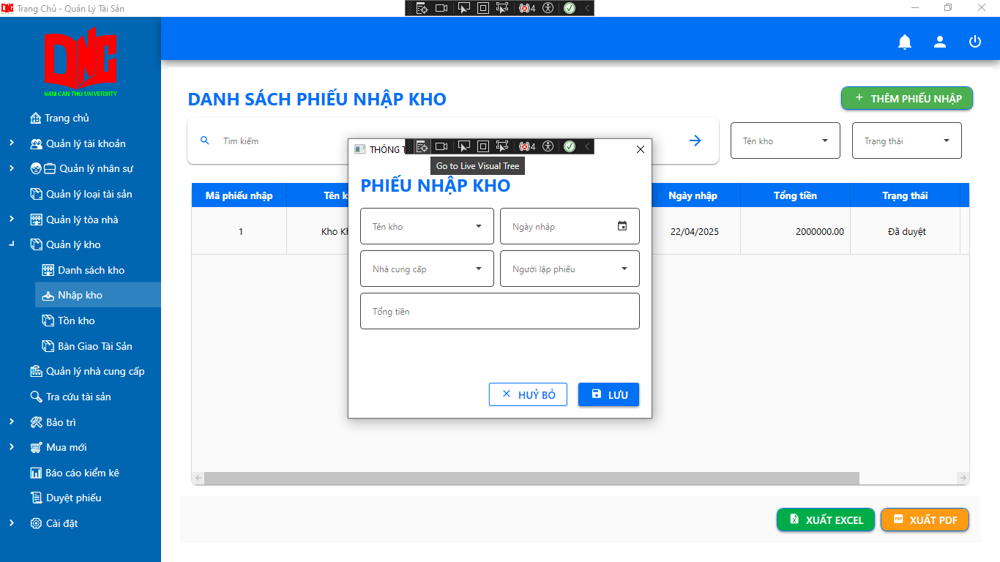 Trang Chủ - Quản Lý Tài Sản
4
DNC
NAM CAN THO UNIVERSITY
Trang chủ
Quản lý tài khoản
Quản lý nhân sự
Quản lý loại tài sản
Quản lý tòa nhà
Quản lý kho
Danh sách kho
Nhập kho
Tồn kho
Bàn Giao Tài Sản
Quản lý nhà cung cấp
Tra cứu tài sản
Bảo trì
Mua mới
Báo cáo kiểm kê
Duyệt phiếu
Cài đặt
DANH SÁCH PHIẾU NHẬP KHO
THÊM PHIẾU NHẬP
Tìm kiếm
Tên kho
Trạng thái
Mã phiếu nhập
Tên k
Ngày nhập
Tổng tiền
Trạng thái
1
Kho Kh
22/04/2025
2000000.00
Đã duyệt
THÔNG T
4
Go to Live Visual Tree
PHIẾU NHẬP KHO
Tên kho
Ngày nhập
Nhà cung cấp
Người lập phiếu
Tổng tiền
HUỶ BỎ
LƯU
XUẤT EXCEL
PDF
XUẤT PDF